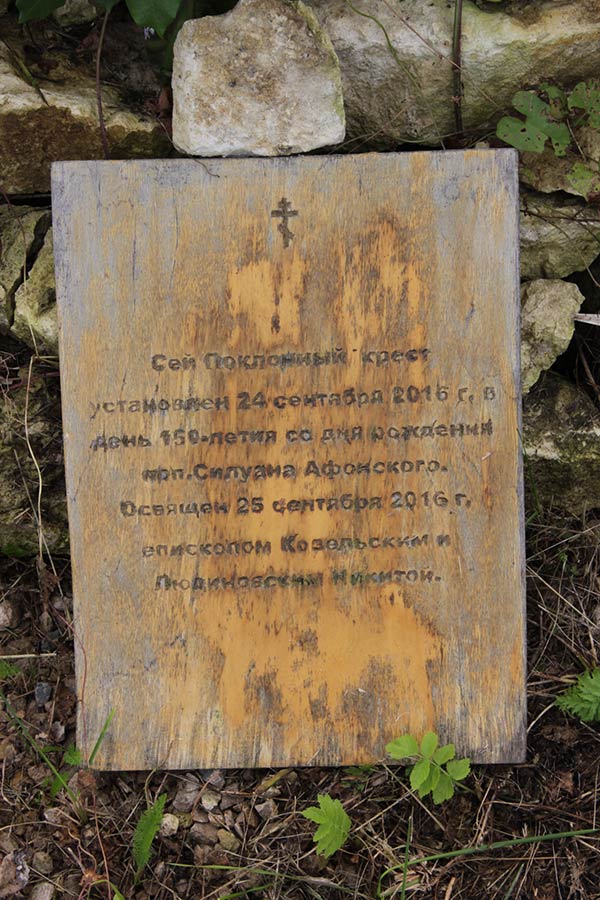 Сей Поклонный крест
установлен 24 сентября 2016 г. в
день 150-летия со дня рождения
прп.Силуана Афонского.
Освящен 25 сентября 2016 г.
епископом Козельским и
Людиновским Никитой.